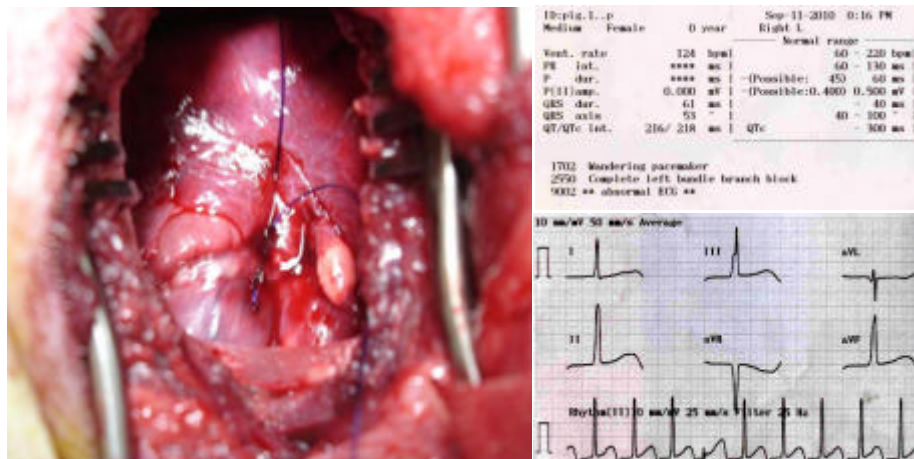 ID:pig.1..p Sep-11-2010 0:16 PM
Medium Female 0 year Right L
Normal range
Vent. rate 124 bpm| 60 - 220 bpm
PR int. **** ms | 60 - 130 ms
P dur. **** ms | -(Possible: 45) 60 ms
P(II)amp. 0.000 mV | -(Possible:0.400) 0.500 mV
QRS dur. 61 ms | - 40 ms
QRS axis 53 ° | 40 - 100 °
QT/QTc int. 216/ 218 ms | QTc - 300 ms
1702 Wandering pacemaker
2550 Complete left bundle branch block
9002 ** abnormal ECG **
10 mm/mV 50 mm/s Average
I III aVL
II aVR aVF
Rhythm(II) 0 mm/mV 25 mm/s Filter 25 Hz